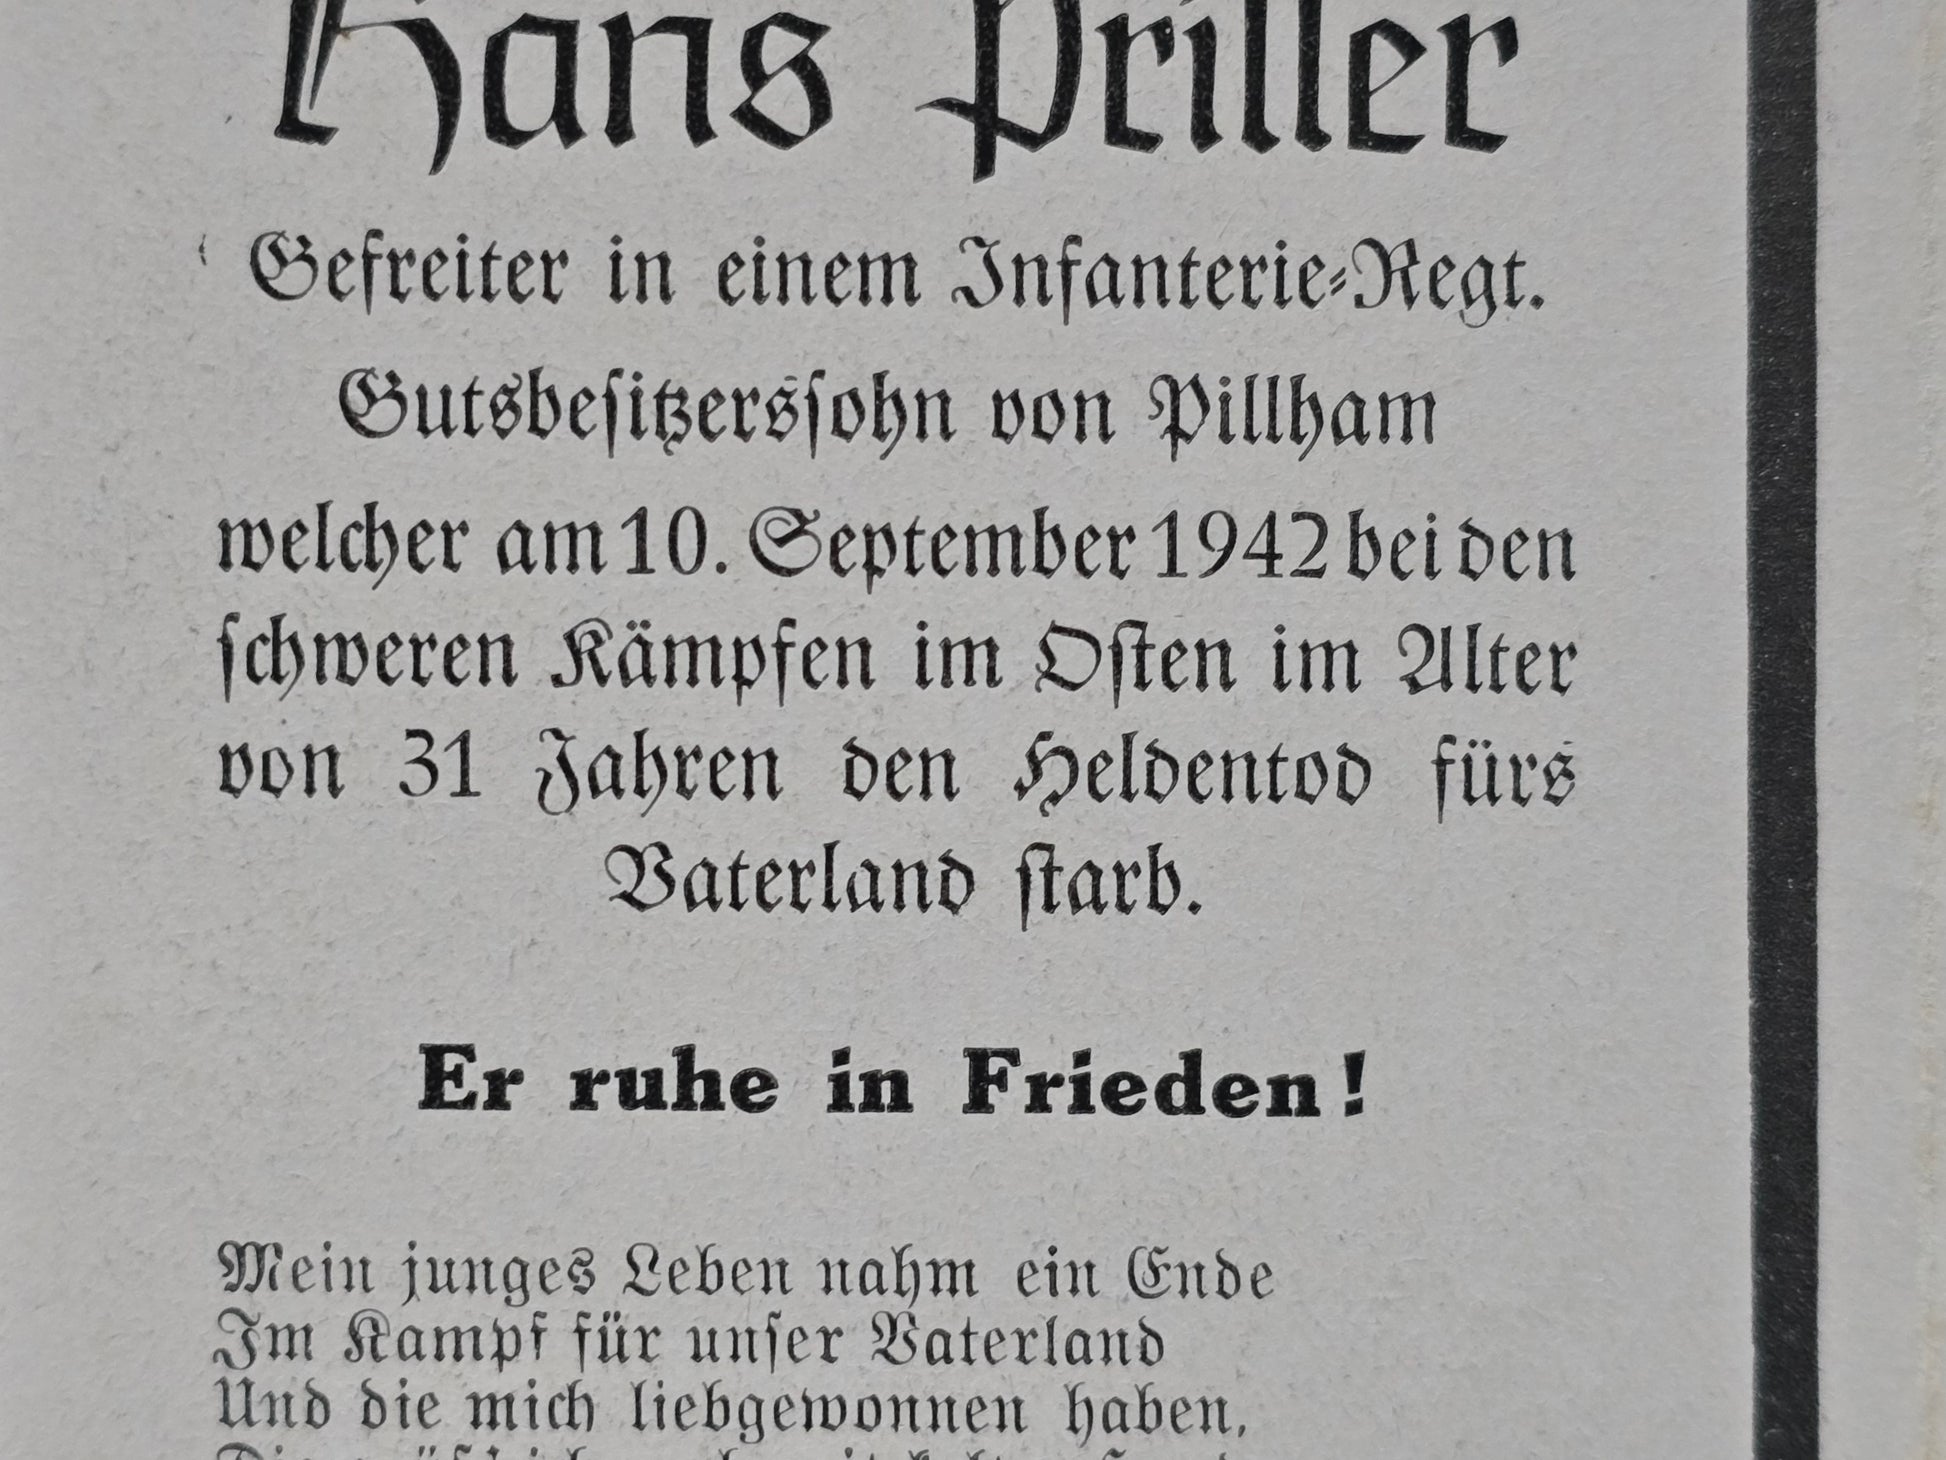 Hans Priller
Gefreiter in einem Infanterie-Regt.
Gutsbesitzerssohn von Pillham
welcher am 10. September 1942 bei den
schweren Kämpfen im Osten im Alter
von 31 Jahren den Heldentod fürs
Vaterland starb.
Er ruhe in Frieden!
Mein junges Leben nahm ein Ende
Im Kampf für unser Vaterland
Und die mich liebgewonnen haben,